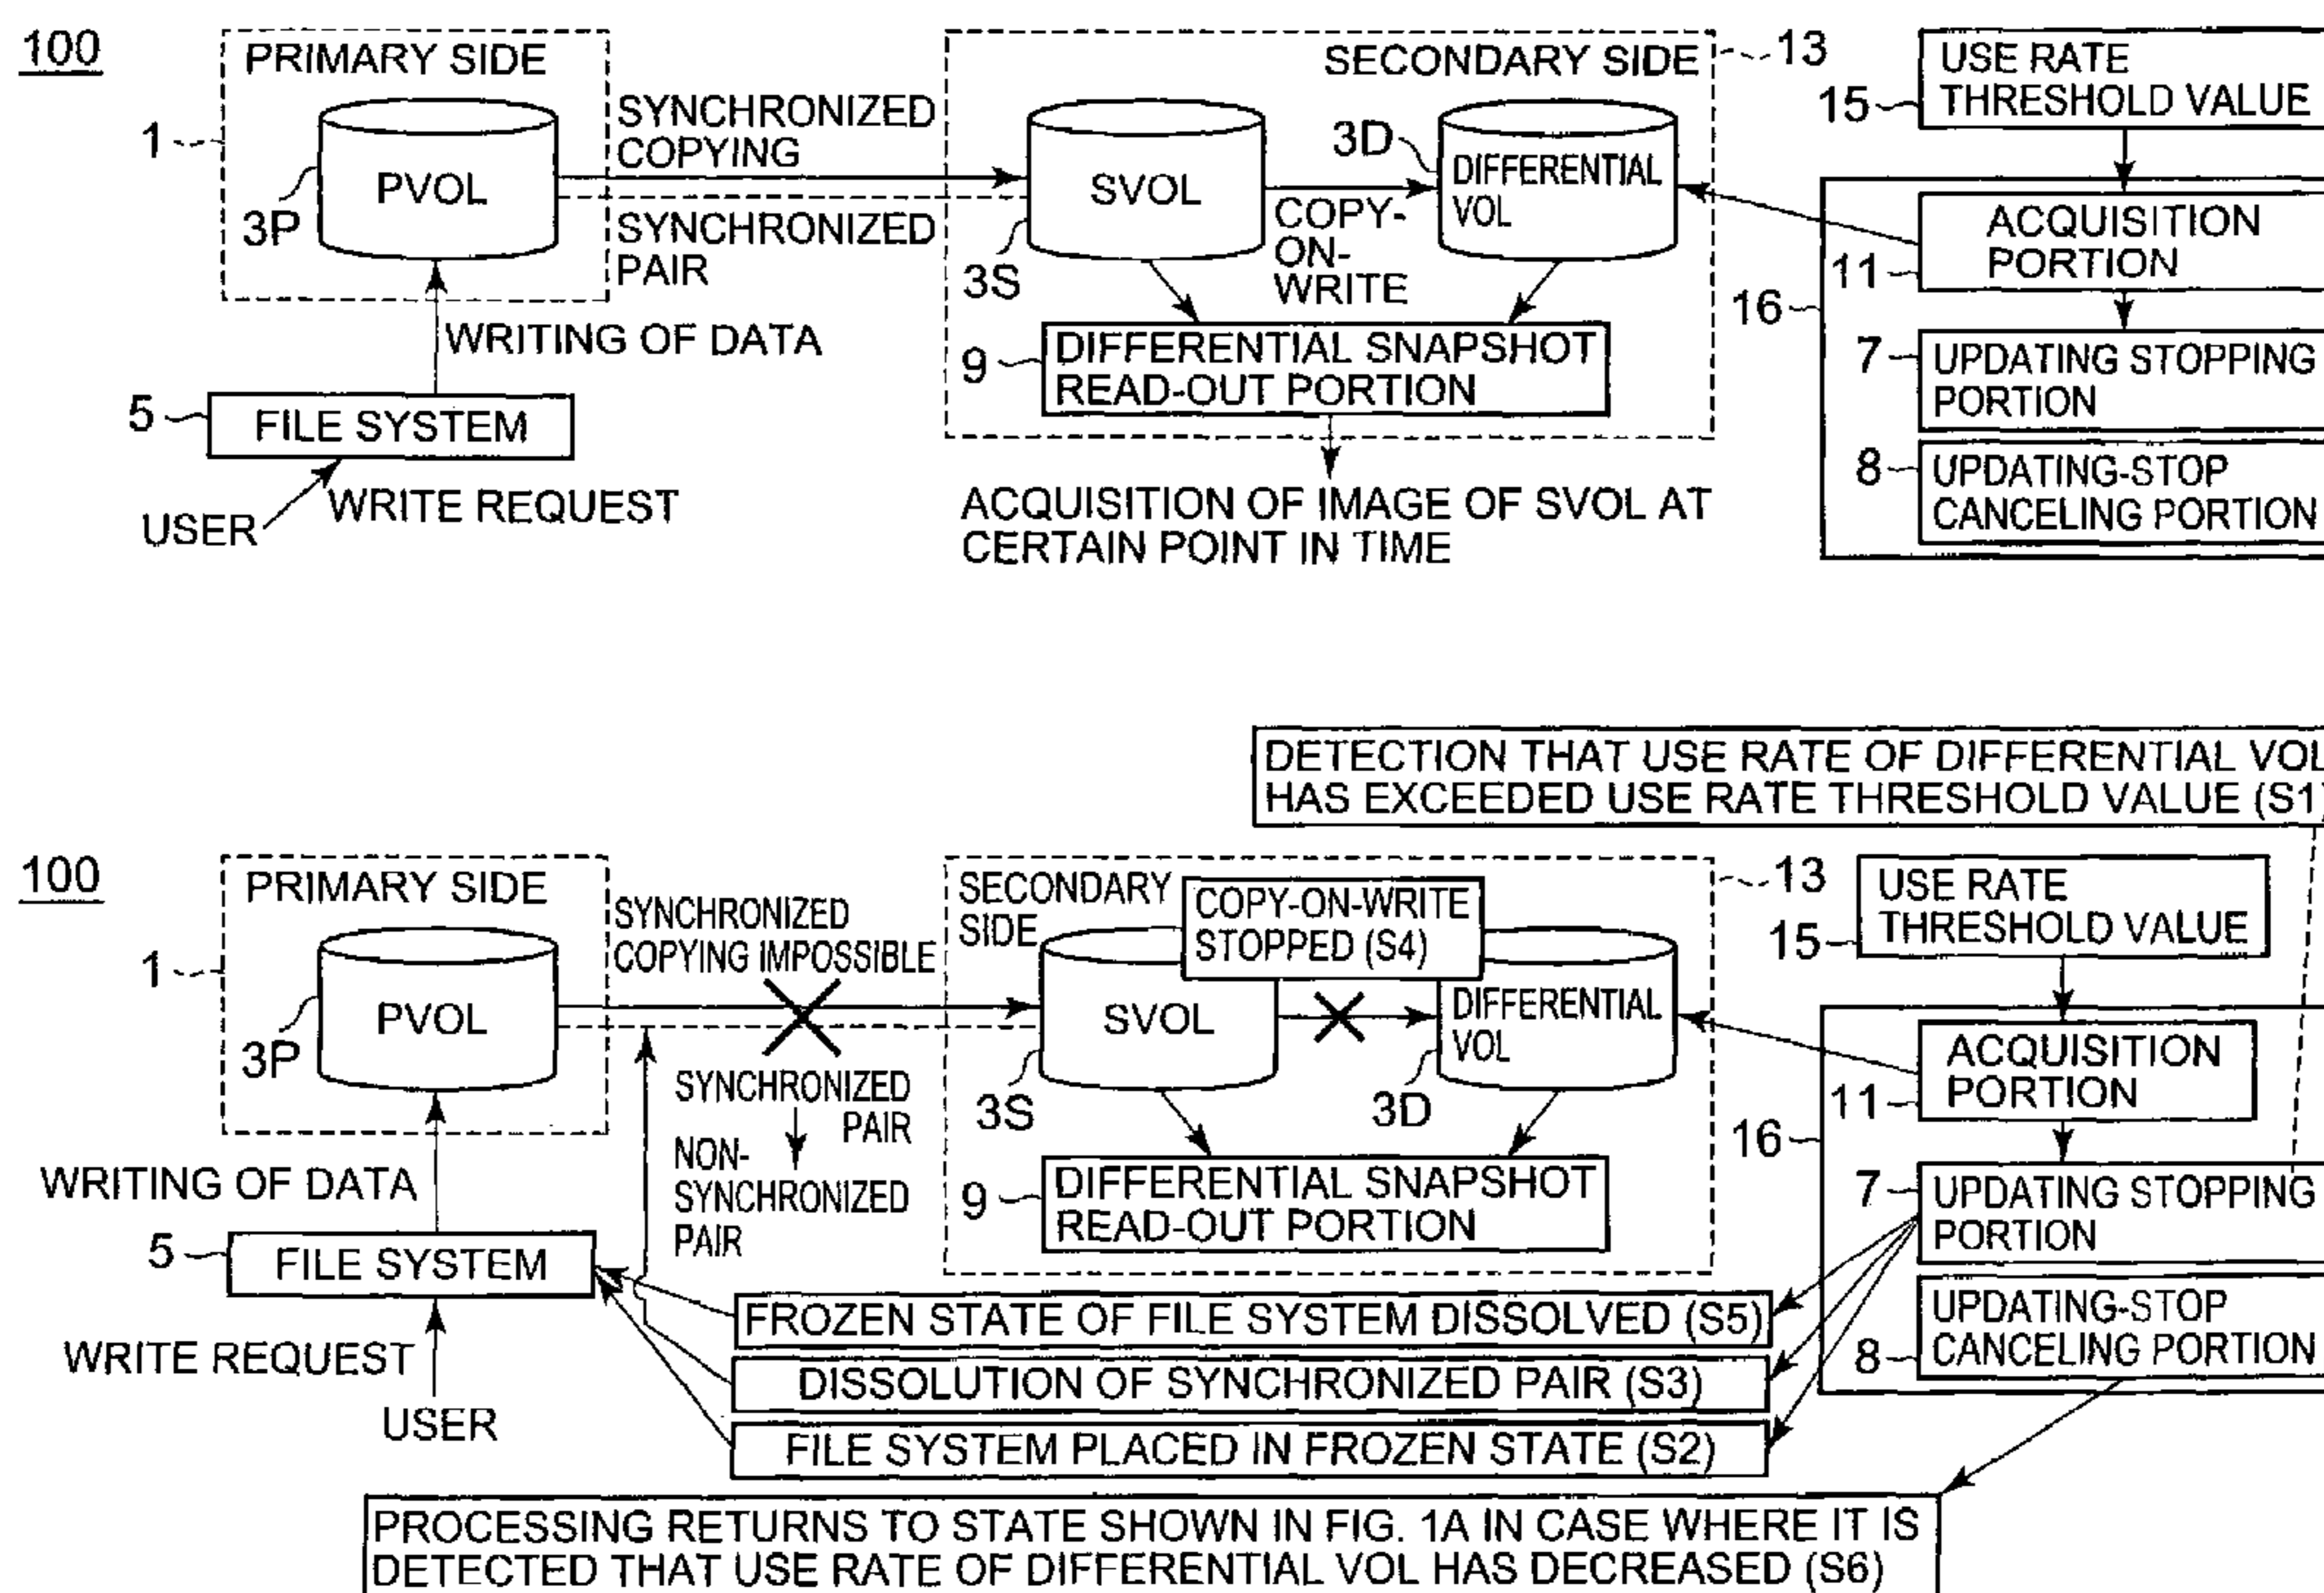 100
PRIMARY SIDE
1
PVOL
3P
SYNCHRONIZED
COPYING
SYNCHRONIZED
PAIR
WRITING OF DATA
5
FILE SYSTEM
WRITE REQUEST
USER
SECONDARY SIDE
13
SVOL
3S
COPY-
ON-
WRITE
3D
DIFFERENTIAL
VOL
9
DIFFERENTIAL SNAPSHOT
READ-OUT PORTION
ACQUISITION OF IMAGE OF SVOL AT
CERTAIN POINT IN TIME
USE RATE
THRESHOLD VALUE
15
ACQUISITION
PORTION
11
16
7
UPDATING STOPPING
PORTION
8
UPDATING-STOP
CANCELING PORTION
DETECTION THAT USE RATE OF DIFFERENTIAL VOL
HAS EXCEEDED USE RATE THRESHOLD VALUE (S1)
100
PRIMARY SIDE
1
PVOL
3P
SYNCHRONIZED
COPYING IMPOSSIBLE
SYNCHRONIZED
PAIR
NON-
SYNCHRONIZED
PAIR
WRITING OF DATA
5
FILE SYSTEM
WRITE REQUEST
USER
SECONDARY
SIDE
COPY-ON-WRITE
STOPPED (S4)
13
SVOL
3S
DIFFERENTIAL
VOL
3D
9
DIFFERENTIAL SNAPSHOT
READ-OUT PORTION
USE RATE
THRESHOLD VALUE
15
ACQUISITION
PORTION
11
16
7
UPDATING STOPPING
PORTION
8
UPDATING-STOP
CANCELING PORTION
FROZEN STATE OF FILE SYSTEM DISSOLVED (S5)
DISSOLUTION OF SYNCHRONIZED PAIR (S3)
FILE SYSTEM PLACED IN FROZEN STATE (S2)
PROCESSING RETURNS TO STATE SHOWN IN FIG. 1A IN CASE WHERE IT IS
DETECTED THAT USE RATE OF DIFFERENTIAL VOL HAS DECREASED (S6)